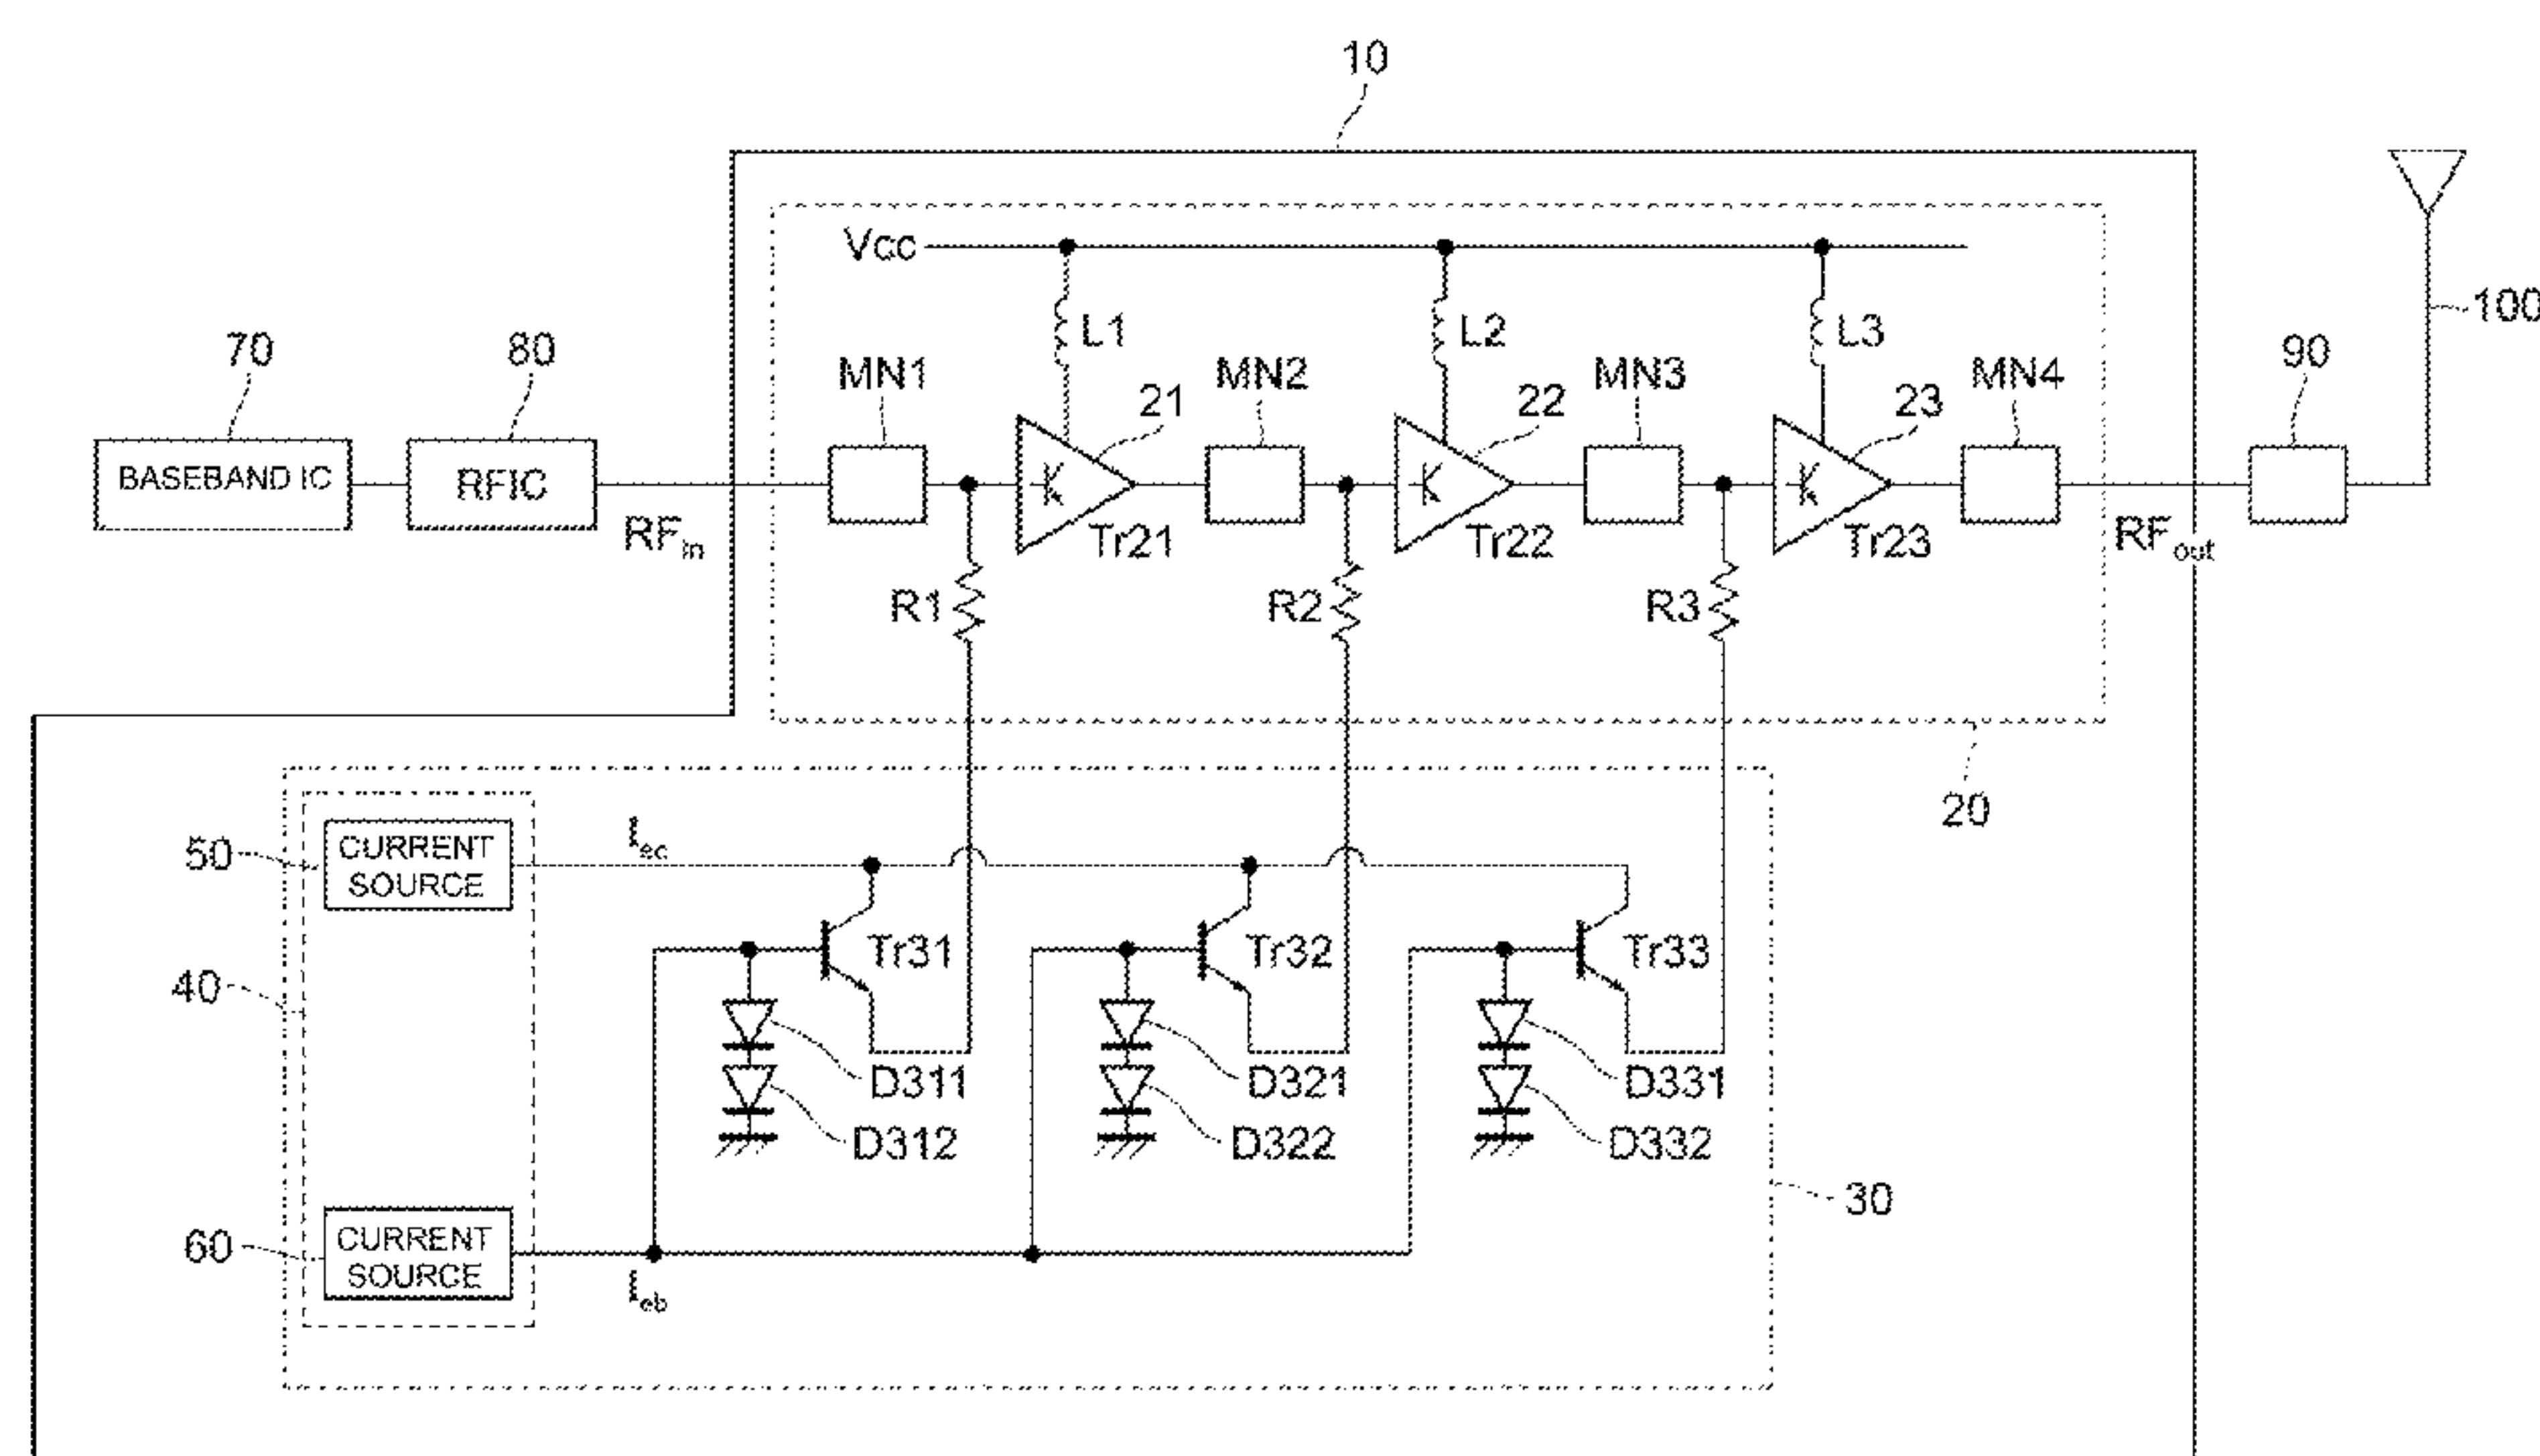 10
Vcc
100
L1
L2
L3
70
80
90
MN1
MN2
MN3
MN4
21
22
23
BASEBAND IC
RFIC
RFin
RFout
Tr21
Tr22
Tr23
R1
R2
R3
20
50
CURRENT
SOURCE
Iec
Tr31
Tr32
Tr33
40
D311
D321
D331
D312
D322
D332
30
60
CURRENT
SOURCE
Ieb